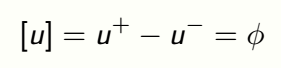 [u] = u⁺ − u⁻ = ϕ